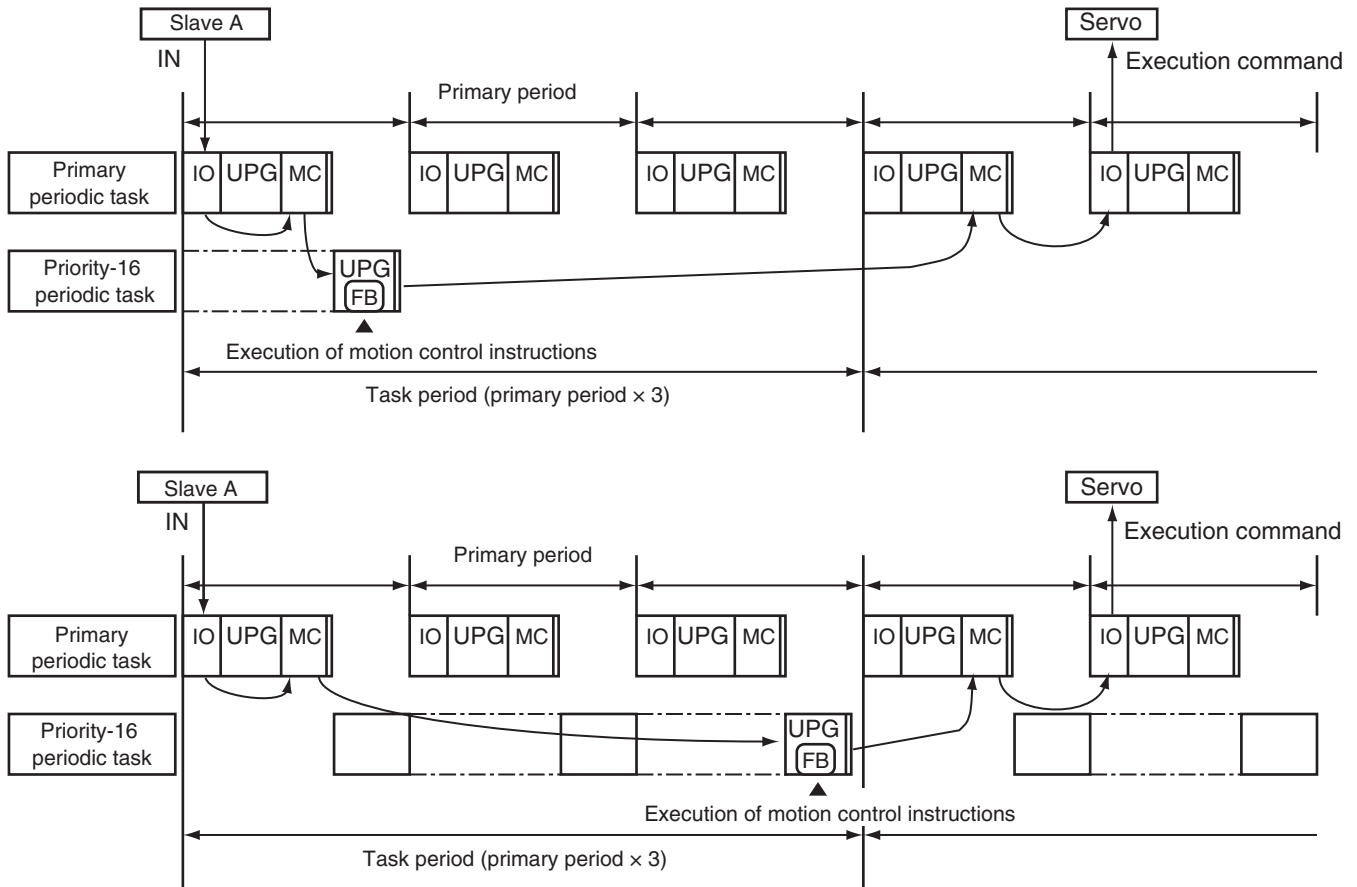 Slave A
Servo
IN
Execution command
Primary period
Primary
periodic task
IO UPG MC
IO UPG MC
IO UPG MC
IO UPG MC
IO UPG MC
Priority-16
periodic task
UPG
FB
Execution of motion control instructions
Task period (primary period × 3)
Slave A
Servo
IN
Execution command
Primary period
Primary
periodic task
IO UPG MC
IO UPG MC
IO UPG MC
IO UPG MC
IO UPG MC
Priority-16
periodic task
UPG
FB
Execution of motion control instructions
Task period (primary period × 3)